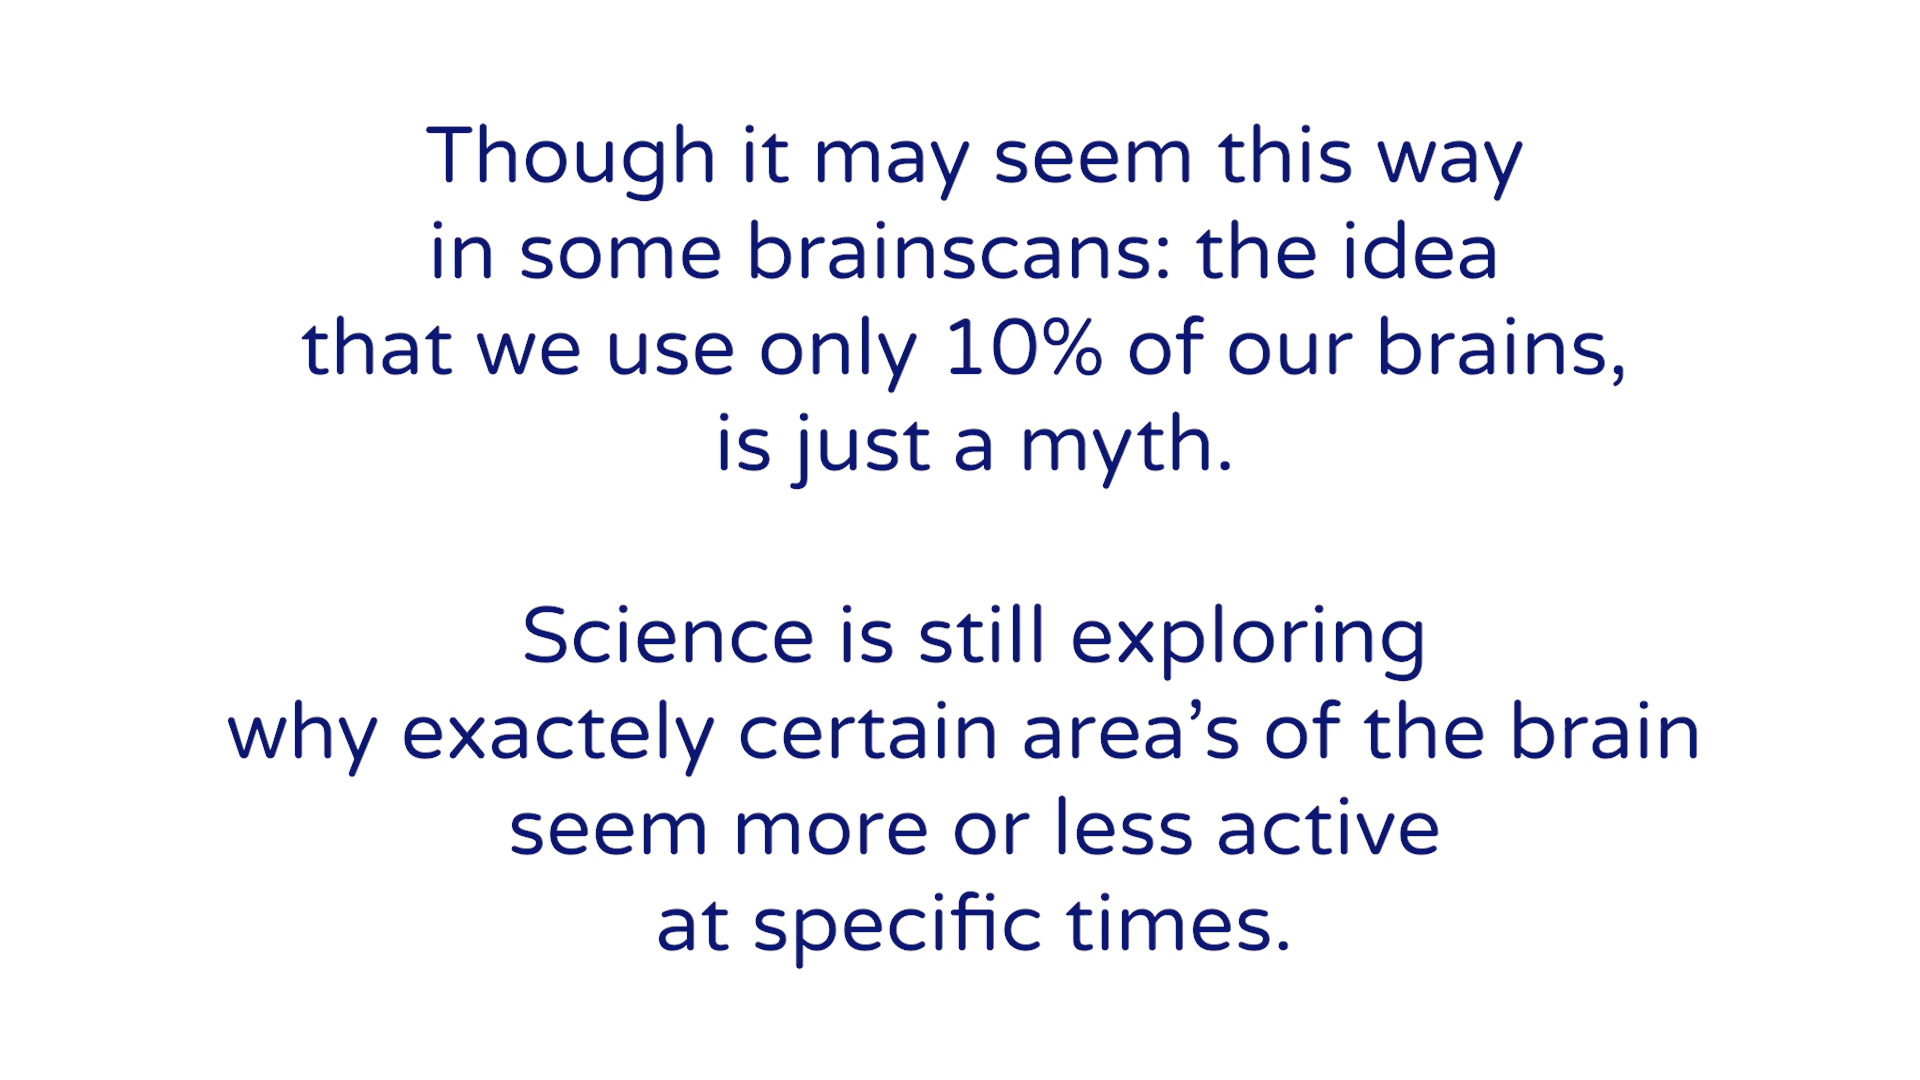 Though it may seem this way
in some brainscans: the idea
that we use only 10% of our brains,
is just a myth.
Science is still exploring
why exactely certain area’s of the brain
seem more or less active
at specific times.